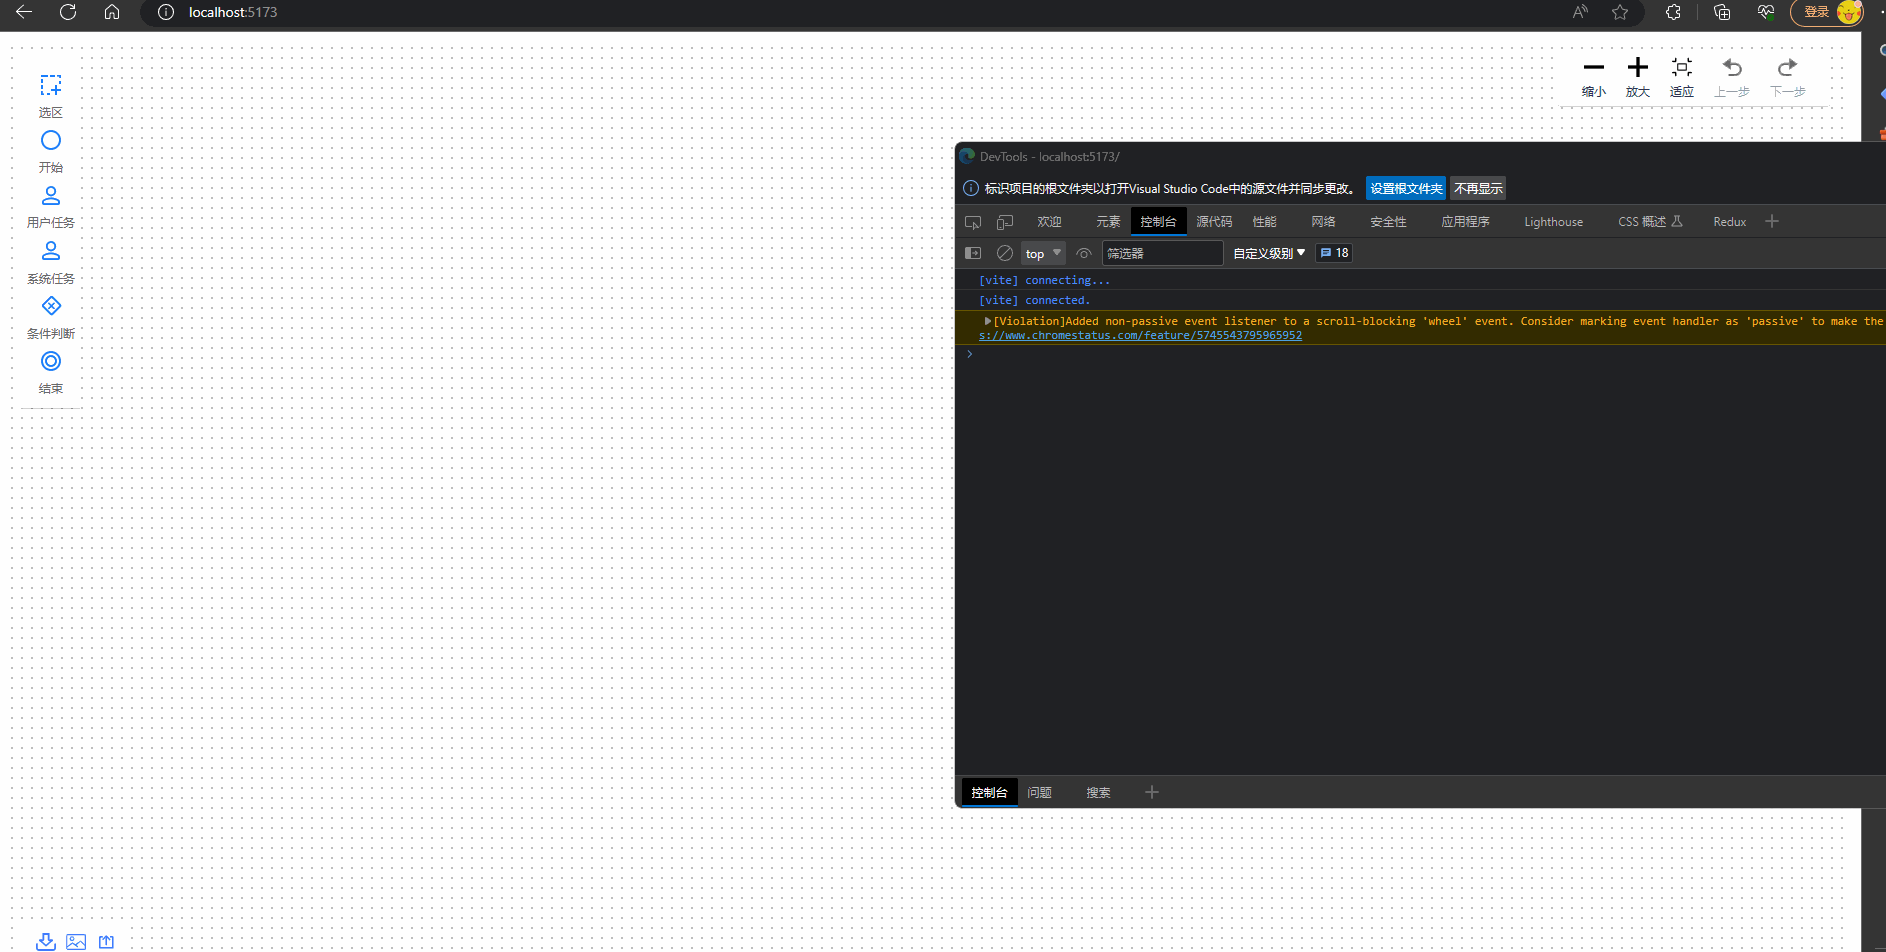 localhost:5173
登录
选区
开始
用户任务
系统任务
条件判断
结束
缩小 放大 适应 上一步 下一步
DevTools - localhost:5173/
标识项目的根文件夹以打开Visual Studio Code中的源文件并同步更改。 设置根文件夹 不再显示
欢迎 元素 控制台 源代码 性能 网络 安全性 应用程序 Lighthouse CSS 概述 Redux
top 筛选器 自定义级别 18
[vite] connecting...
[vite] connected.
[Violation]Added non-passive event listener to a scroll-blocking 'wheel' event. Consider marking event handler as 'passive' to make the
s://www.chromestatus.com/feature/5745543795965952
控制台 问题 搜索